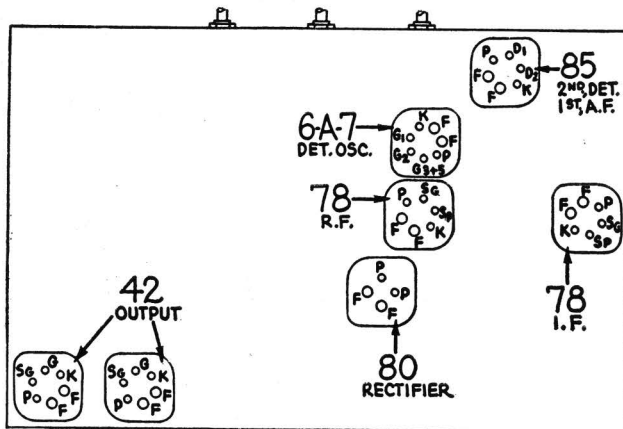 P D1 D2 K F F
85
2ND, DET.
1ST, A.F.
6-A-7
DET. OSC.
K F F P G3+5 G2 G1
78
R.F.
P SG SP K F F
F F P SG SP K
78
I.F.
P P F F
80
RECTIFIER
42
OUTPUT
SG G K F F P
SG G K F F P